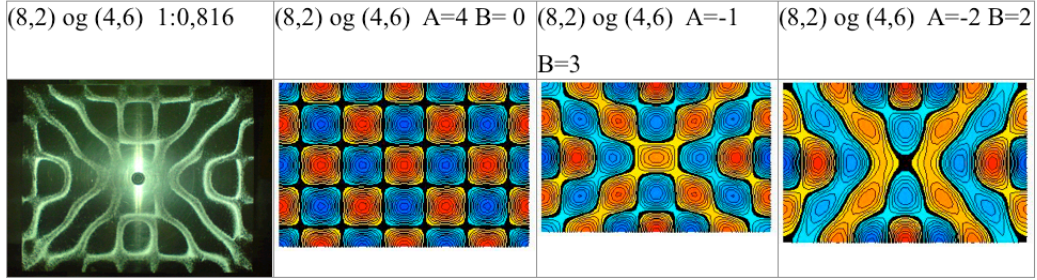 (8,2) og (4,6) 1:0,816
(8,2) og (4,6) A=4 B= 0
(8,2) og (4,6) A=-1
B=3
(8,2) og (4,6) A=-2 B=2